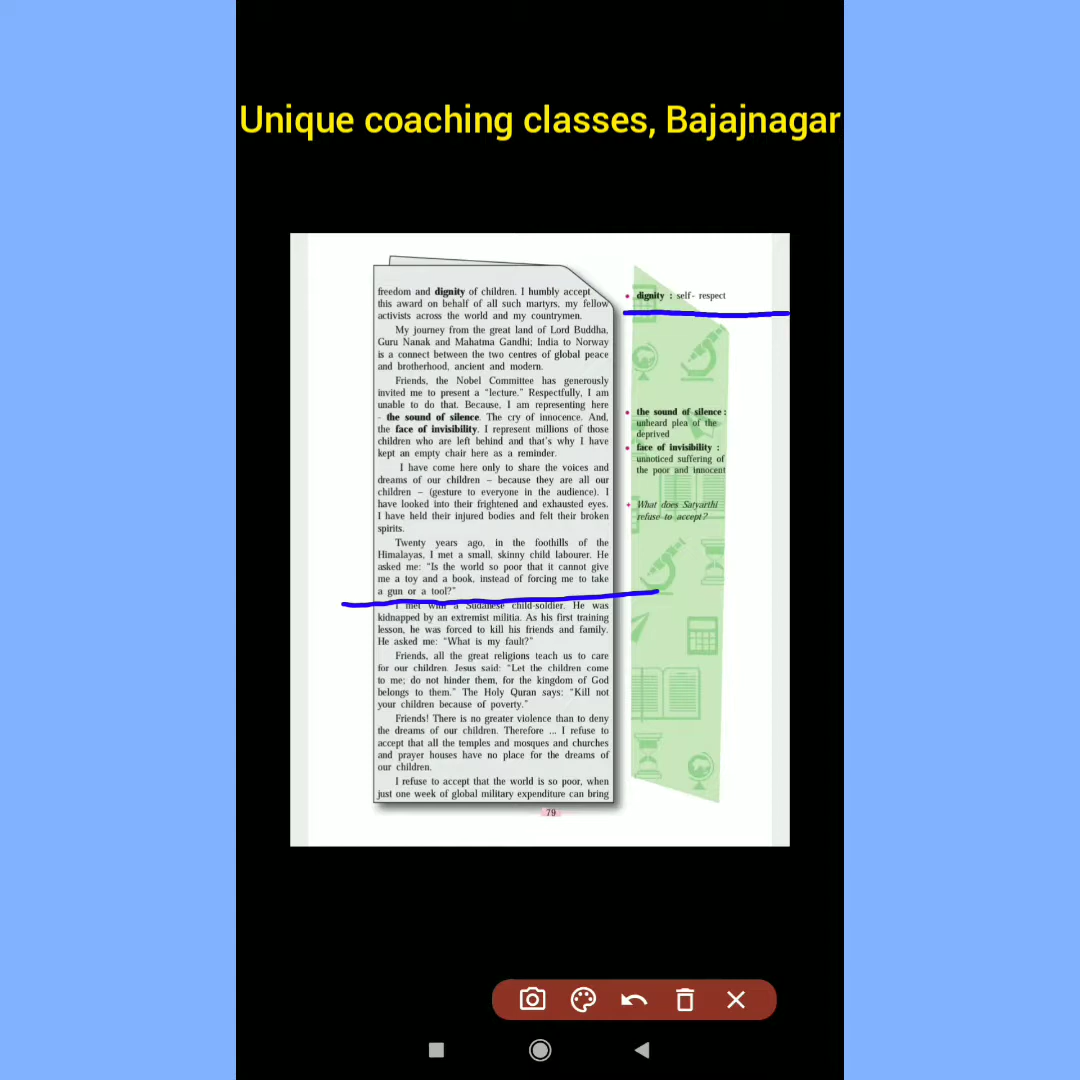 Unique coaching classes, Bajajnagar
freedom and dignity of children. I humbly accept
this award on behalf of all such martyrs, my fellow
activists across the world and my countrymen.
My journey from the great land of Lord Buddha,
Guru Nanak and Mahatma Gandhi; India to Norway
is a connect between the two centres of global peace
and brotherhood, ancient and modern.
Friends, the Nobel Committee has generously
invited me to present a “lecture.” Respectfully, I am
unable to do that. Because, I am representing here
- the sound of silence. The cry of innocence. And,
the face of invisibility. I represent millions of those
children who are left behind and that's why I have
kept an empty chair here as a reminder.
I have come here only to share the voices and
dreams of our children – because they are all our
children – (gesture to everyone in the audience). I
have looked into their frightened and exhausted eyes.
I have held their injured bodies and felt their broken
spirits.
Twenty years ago, in the foothills of the
Himalayas, I met a small, skinny child labourer. He
asked me: “Is the world so poor that it cannot give
me a toy and a book, instead of forcing me to take
a gun or a tool?”
I met with a Sudanese child-soldier. He was
kidnapped by an extremist militia. As his first training
lesson, he was forced to kill his friends and family.
He asked me: “What is my fault?”
Friends, all the great religions teach us to care
for our children. Jesus said: “Let the children come
to me; do not hinder them, for the kingdom of God
belongs to them.” The Holy Quran says: “Kill not
your children because of poverty.”
Friends! There is no greater violence than to deny
the dreams of our children. Therefore ... I refuse to
accept that all the temples and mosques and churches
and prayer houses have no place for the dreams of
our children.
I refuse to accept that the world is so poor, when
just one week of global military expenditure can bring
• dignity : self- respect
• the sound of silence :
unheard plea of the
deprived
• face of invisibility :
unnoticed suffering of
the poor and innocent
• What does Satyarthi
refuse to accept?
79